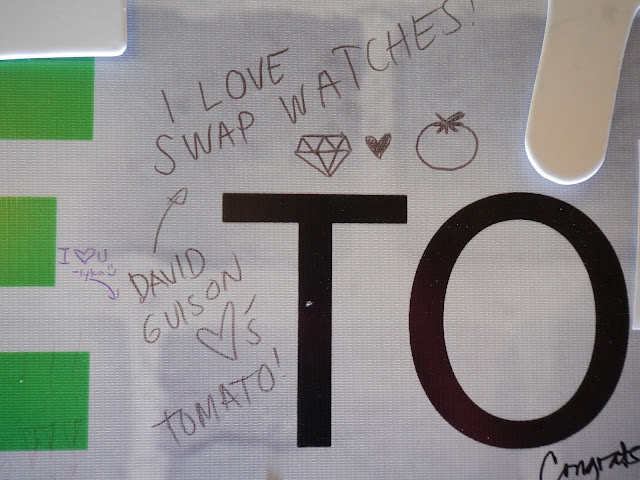 I LOVE
SWAP WATCHES!
TO
I ♡ U
DAVID
GUISON
♡'S
TOMATO!
Congrats